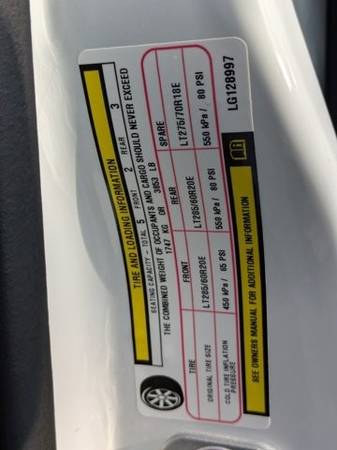 TIRE AND LOADING INFORMATION
SEATING CAPACITY - TOTAL 5 FRONT 2 REAR 3
THE COMBINED WEIGHT OF OCCUPANTS AND CARGO SHOULD NEVER EXCEED
1747 KG OR 3853 LB
TIRE FRONT REAR SPARE
ORIGINAL TIRE SIZE LT285/60R20E LT285/60R20E LT275/70R18E
COLD TIRE INFLATION PRESSURE 450 kPa / 65 PSI 550 kPa / 80 PSI 550 kPa / 80 PSI
SEE OWNERS MANUAL FOR ADDITIONAL INFORMATION
LG128997